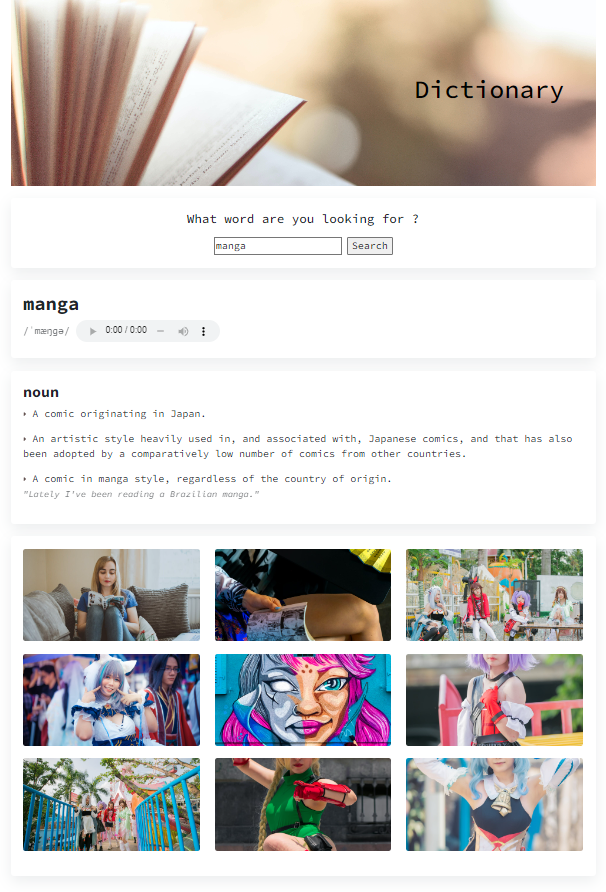 Dictionary
What word are you looking for ?
manga
Search
manga
/ˈmæŋɡə/
0:00 / 0:00
noun
A comic originating in Japan.
An artistic style heavily used in, and associated with, Japanese comics, and that has also
been adopted by a comparatively low number of comics from other countries.
A comic in manga style, regardless of the country of origin.
"Lately I've been reading a Brazilian manga."